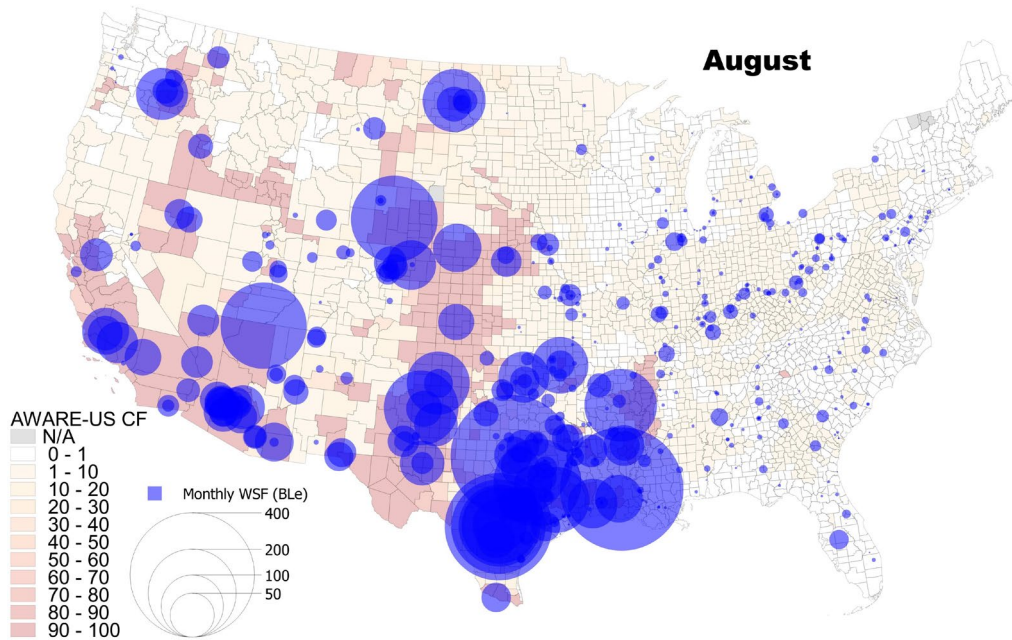 August
AWARE-US CF
N/A
0 - 1
1 - 10
10 - 20
20 - 30
30 - 40
40 - 50
50 - 60
60 - 70
70 - 80
80 - 90
90 - 100
Monthly WSF (BLe)
400
200
100
50